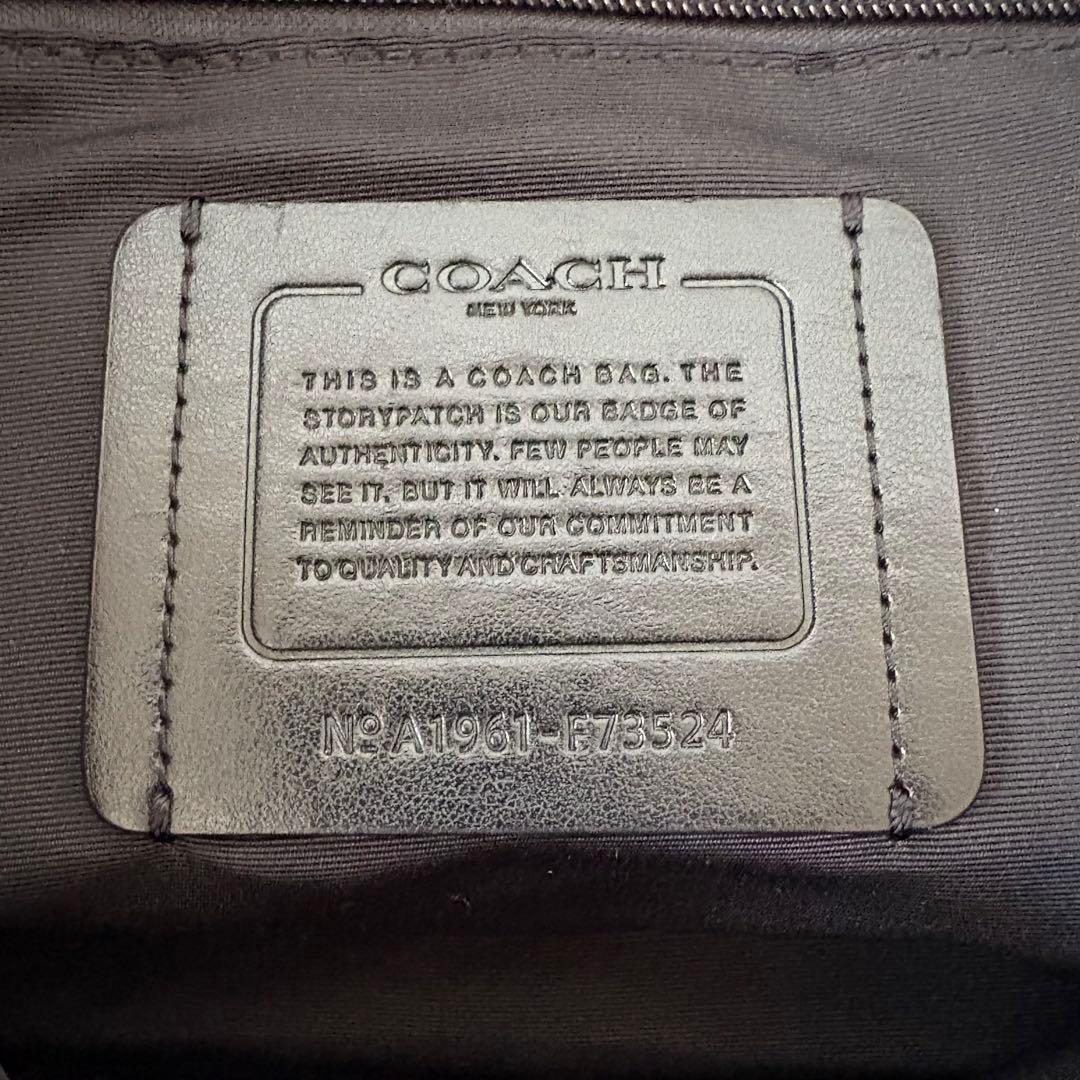 COACH
NEW YORK
THIS IS A COACH BAG. THE
STORYPATCH IS OUR BADGE OF
AUTHENTICITY. FEW PEOPLE MAY
SEE IT, BUT IT WILL ALWAYS BE A
REMINDER OF OUR COMMITMENT
TO QUALITY AND CRAFTSMANSHIP.
Nº A1961-F73524